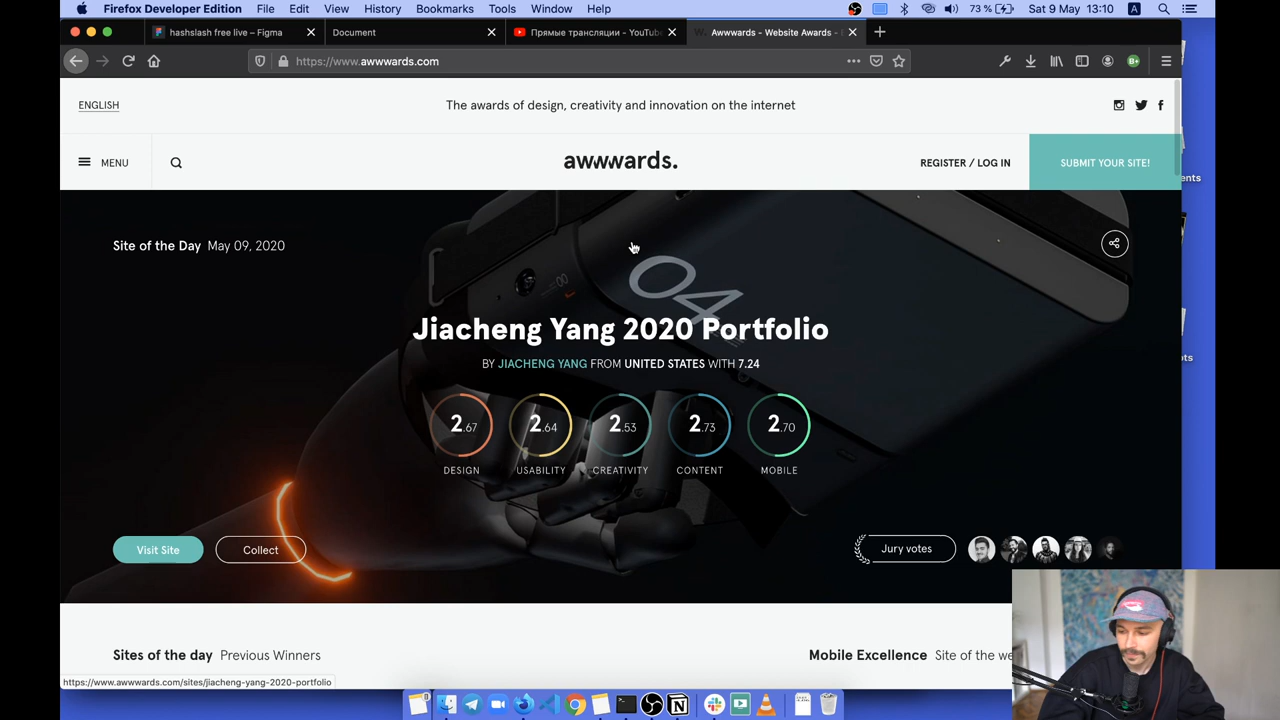 Firefox Developer Edition File Edit View History Bookmarks Tools Window Help 73 % Sat 9 May 13:10 A
hashslash free live – Figma Document Прямые трансляции - YouTube Awwwards - Website Awards -
https://www.awwwards.com
ENGLISH The awards of design, creativity and innovation on the internet
MENU awwwards. REGISTER / LOG IN SUBMIT YOUR SITE!
Site of the Day May 09, 2020
04
Jiacheng Yang 2020 Portfolio
BY JIACHENG YANG FROM UNITED STATES WITH 7.24
2.67 2.64 2.53 2.73 2.70
DESIGN USABILITY CREATIVITY CONTENT MOBILE
Visit Site Collect Jury votes
Sites of the day Previous Winners Mobile Excellence Site of the we
https://www.awwwards.com/sites/jiacheng-yang-2020-portfolio